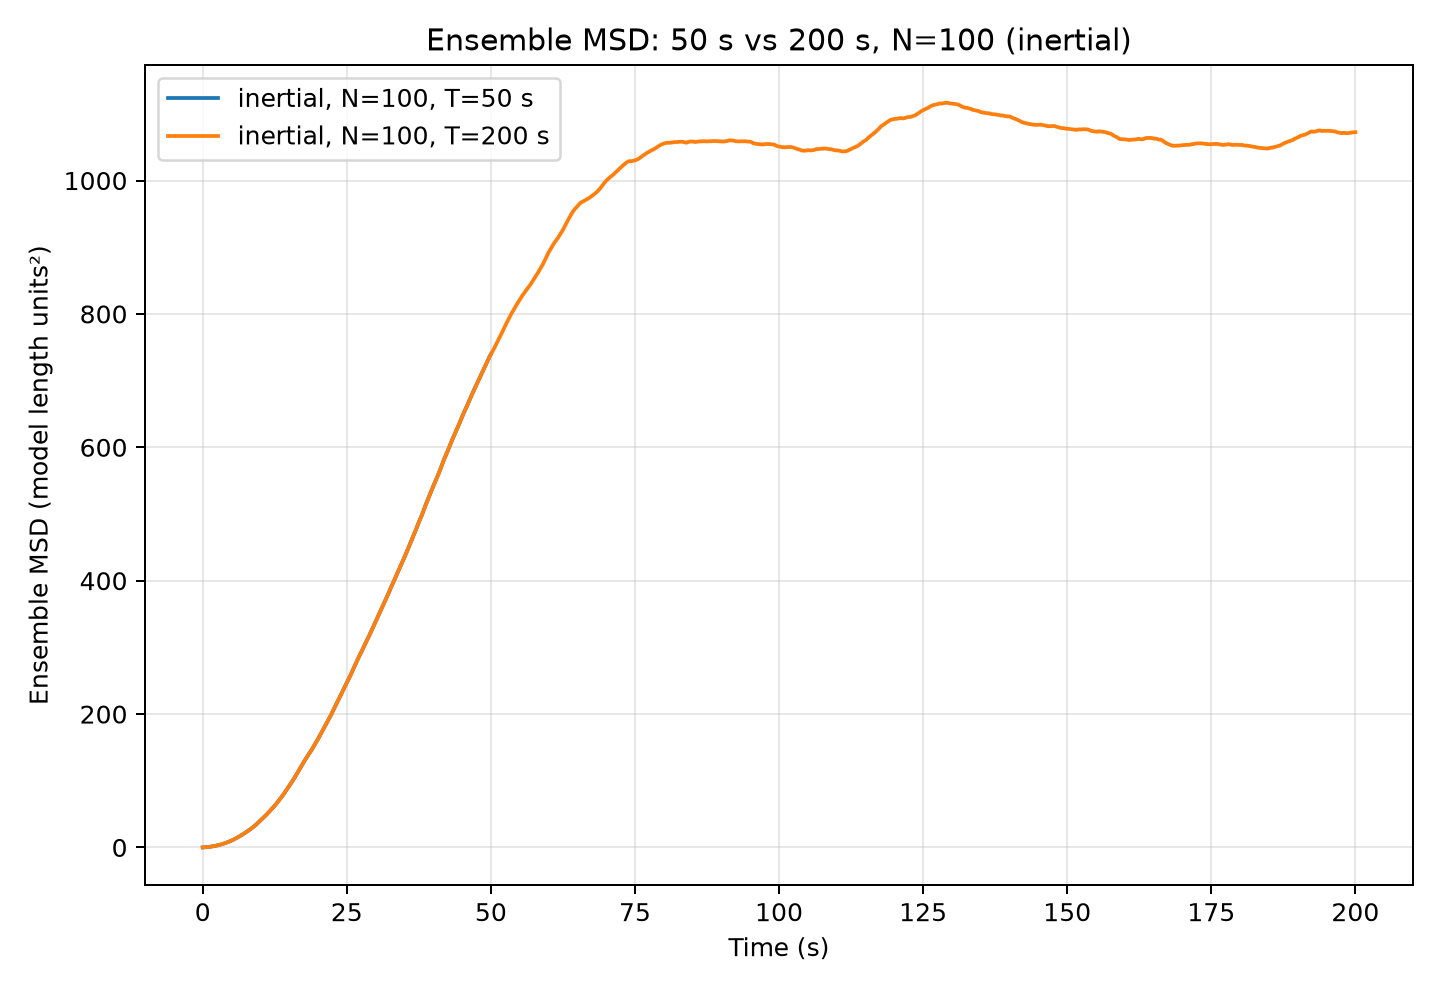 Ensemble MSD: 50 s vs 200 s, N=100 (inertial)
inertial, N=100, T=50 s
inertial, N=100, T=200 s
Ensemble MSD (model length units²)
1000
800
600
400
200
0
0 25 50 75 100 125 150 175 200
Time (s)